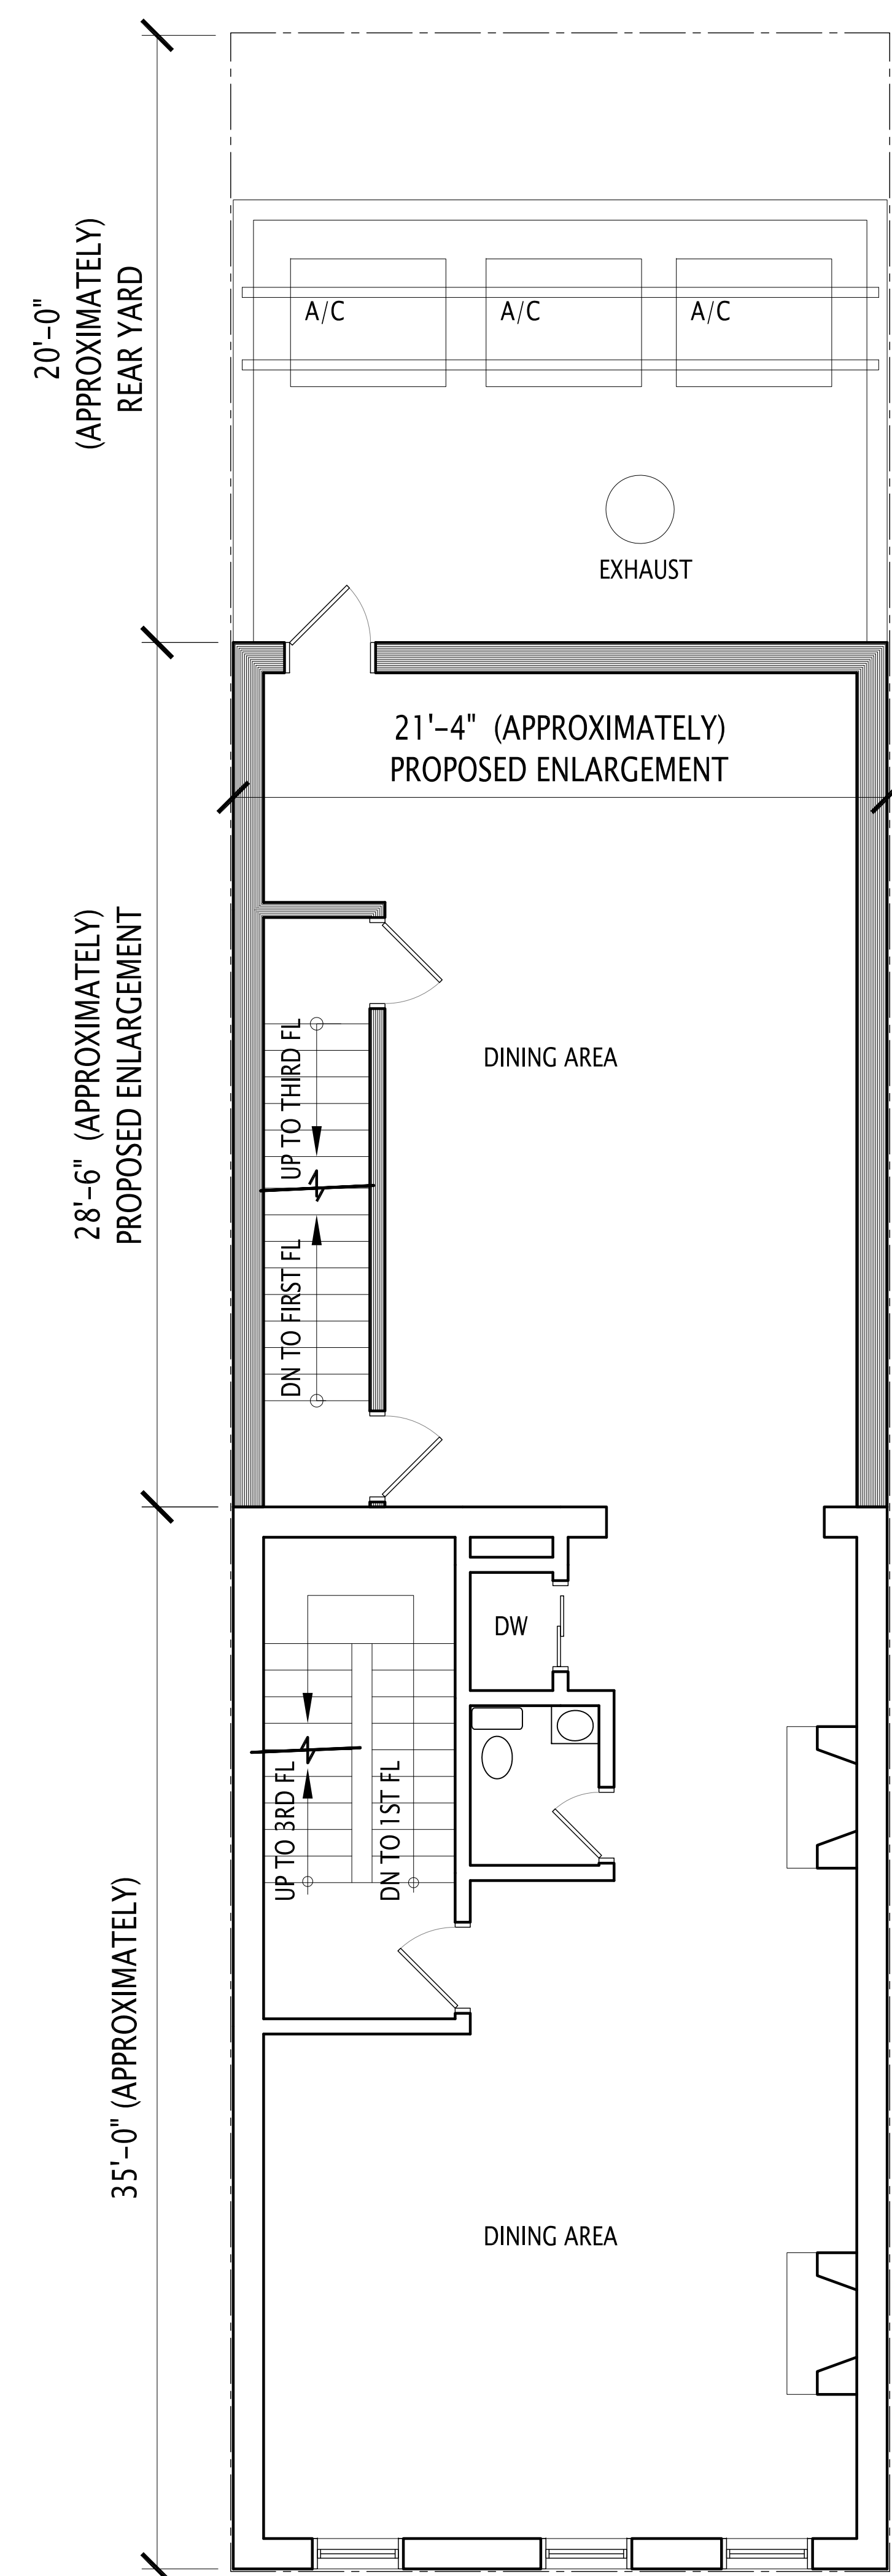 20'-0"
(APPROXIMATELY)
REAR YARD
A/C
A/C
A/C
EXHAUST
21'-4" (APPROXIMATELY)
PROPOSED ENLARGEMENT
28'-6" (APPROXIMATELY)
PROPOSED ENLARGEMENT
DINING AREA
UP TO THIRD FL
DN TO FIRST FL
DW
UP TO 3RD FL
DN TO 1ST FL
35'-0" (APPROXIMATELY)
DINING AREA